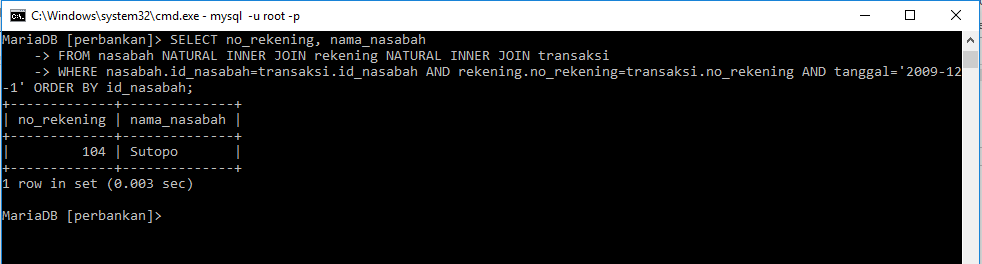 C:\Windows\system32\cmd.exe - mysql -u root -p
MariaDB [perbankan]> SELECT no_rekening, nama_nasabah
    -> FROM nasabah NATURAL INNER JOIN rekening NATURAL INNER JOIN transaksi
    -> WHERE nasabah.id_nasabah=transaksi.id_nasabah AND rekening.no_rekening=transaksi.no_rekening AND tanggal='2009-12
-1' ORDER BY id_nasabah;
+-------------+--------------+
| no_rekening | nama_nasabah |
+-------------+--------------+
|         104 | Sutopo       |
+-------------+--------------+
1 row in set (0.003 sec)
MariaDB [perbankan]>